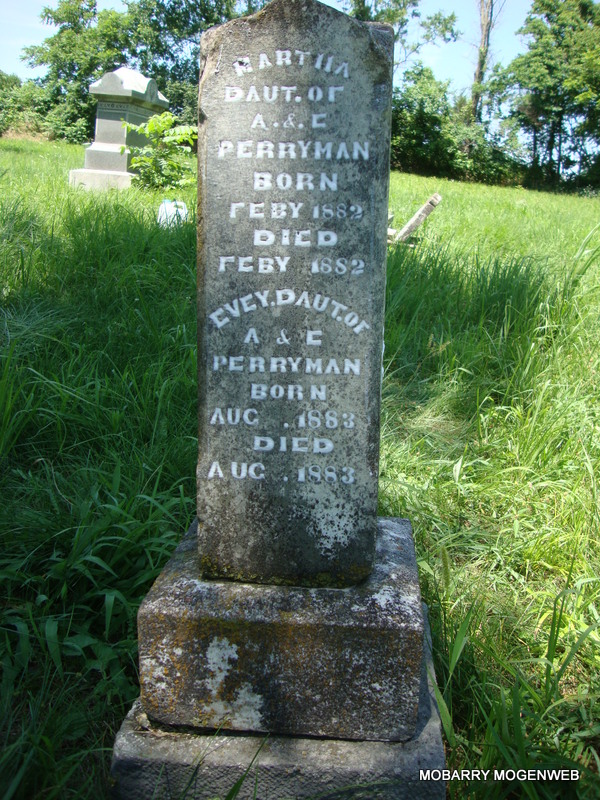 MARTHA
DAUT. OF
A. & E
PERRYMAN
BORN
FEBY 1882
DIED
FEBY 1882
EVEY. DAUT. OF
A & E
PERRYMAN
BORN
AUG . 1883
DIED
AUG . 1883
MOBARRY MOGENWEB